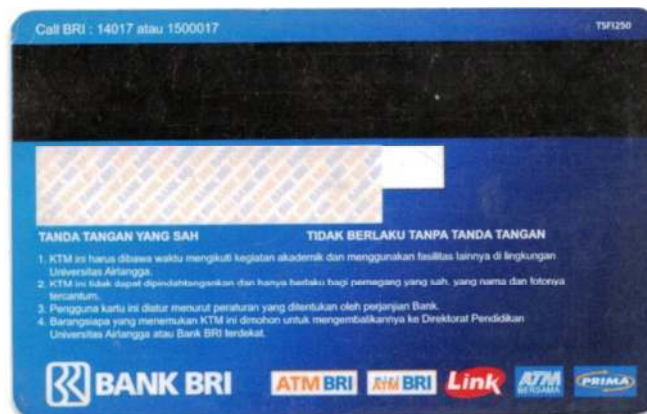 Call BRI : 14017 atau 1500017
TSFI250
TANDA TANGAN YANG SAH
TIDAK BERLAKU TANPA TANDA TANGAN
1. KTM ini harus dibawa waktu mengikuti kegiatan akademik dan menggunakan fasilitas lainnya di lingkungan
Universitas Airlangga.
2. KTM ini tidak dapat dipindahtangankan dan hanya berlaku bagi pemegang yang sah, yang nama dan fotonya
tercantum.
3. Pengguna kartu ini diatur menurut peraturan yang ditentukan oleh perjanjian Bank.
4. Barangsiapa yang menemukan KTM ini dimohon untuk mengembalikannya ke Direktorat Pendidikan
Universitas Airlangga atau Bank BRI terdekat.
BANK BRI
ATM BRI
ATM BRI
Link
ATM
BERSAMA
PRIMA